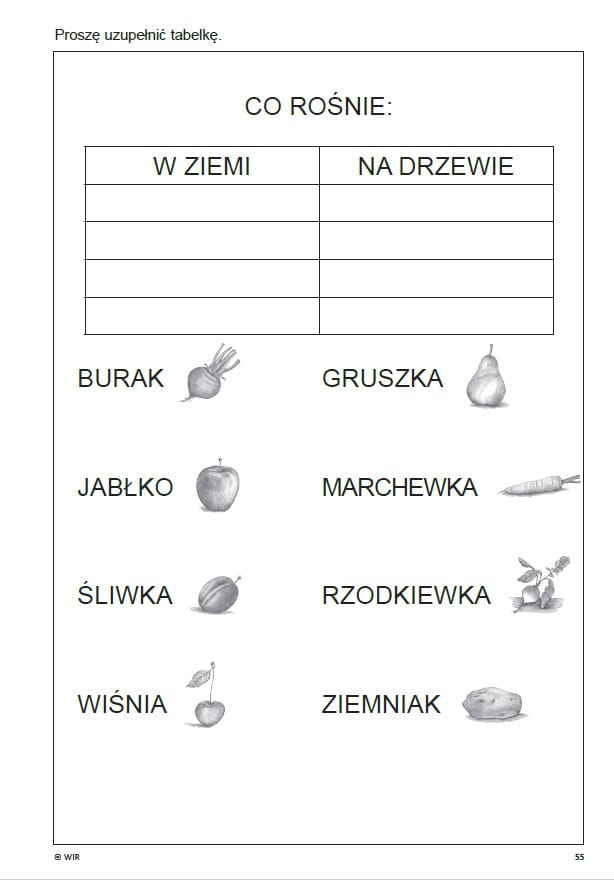 Proszę uzupełnić tabelkę.
CO ROŚNIE:
W ZIEMI NA DRZEWIE
BURAK GRUSZKA
JABŁKO MARCHEWKA
ŚLIWKA RZODKIEWKA
WIŚNIA ZIEMNIAK
© WIR 55